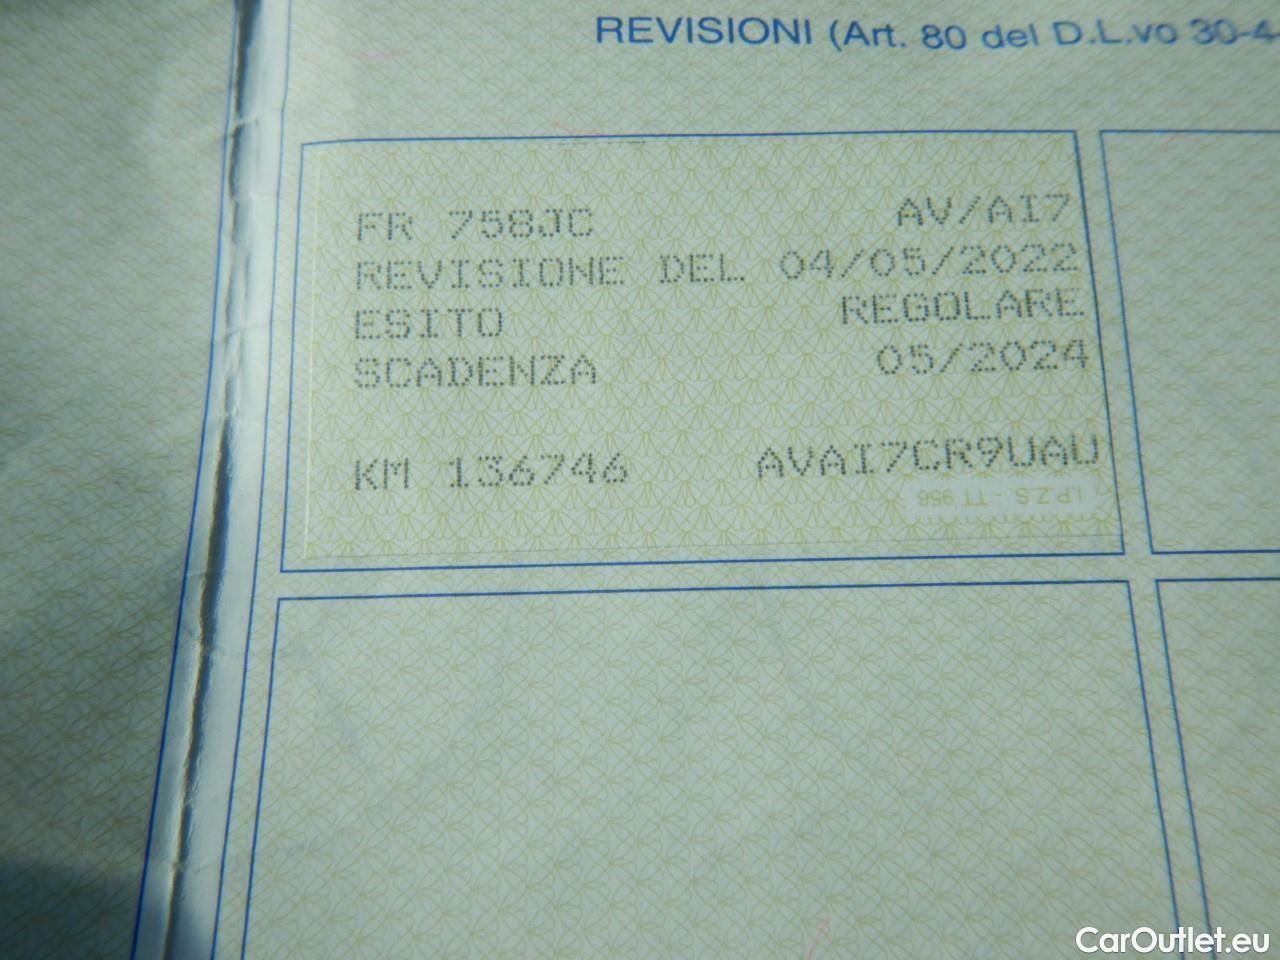 REVISIONI (Art. 80 del D.L.vo 30-4-
FR 758JC AV/AI7
REVISIONE DEL 04/05/2022
ESITO REGOLARE
SCADENZA 05/2024
KM 136746 AVAI7CR9UAU
I.P.Z.S. - TT 956
CarOutlet.eu